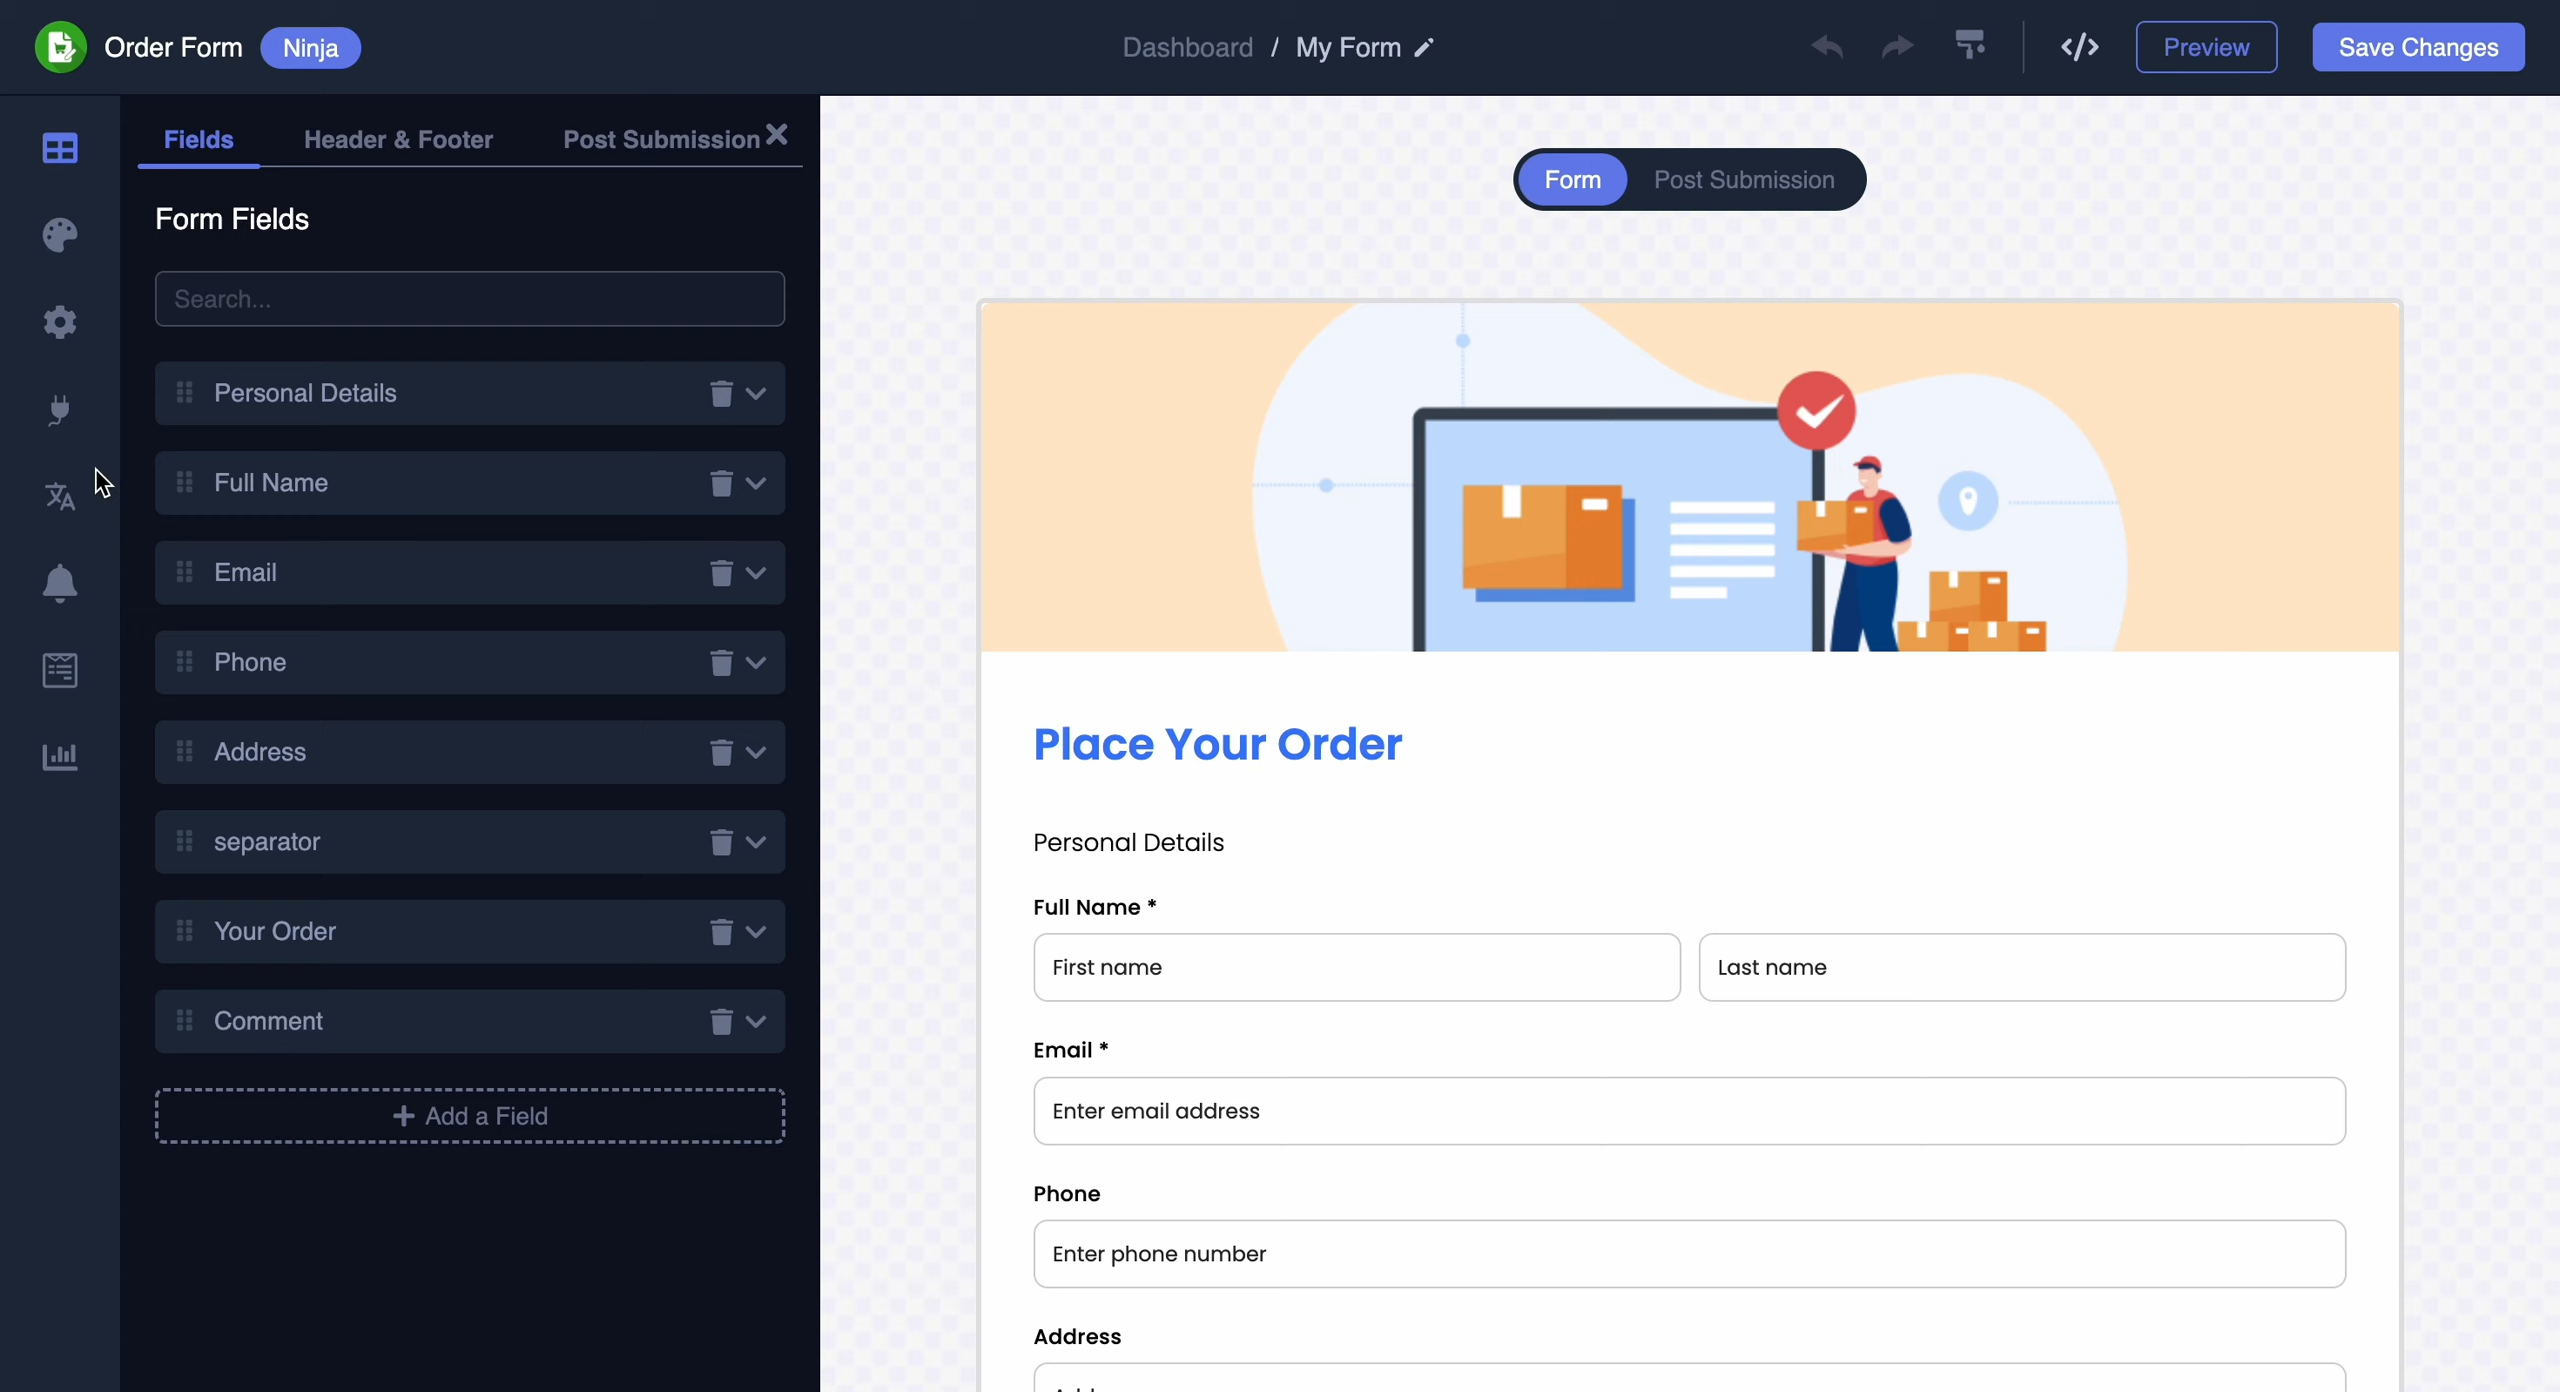 Order Form
Ninja
Dashboard / My Form
Preview
Save Changes
Fields
Header & Footer
Post Submission
Form Fields
Search...
Personal Details
Full Name
Email
Phone
Address
separator
Your Order
Comment
Add a Field
Form
Post Submission
Place Your Order
Personal Details
Full Name *
First name
Last name
Email *
Enter email address
Phone
Enter phone number
Address